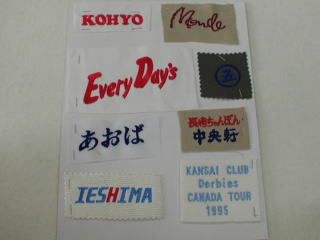 KOHYO
Monde
Every Day's
五
あおば
長崎ちゃんぽん
中央軒
IESHIMA
KANSAI CLUB
Derbies
CANADA TOUR
1995